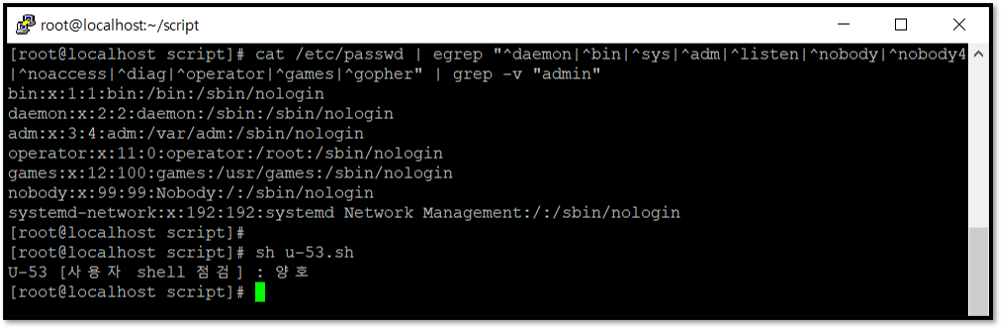 root@localhost:~/script
[root@localhost script]# cat /etc/passwd | egrep "^daemon|^bin|^sys|^adm|^listen|^nobody|^nobody4
|^noaccess|^diag|^operator|^games|^gopher" | grep -v "admin"
bin:x:1:1:bin:/bin:/sbin/nologin
daemon:x:2:2:daemon:/sbin:/sbin/nologin
adm:x:3:4:adm:/var/adm:/sbin/nologin
operator:x:11:0:operator:/root:/sbin/nologin
games:x:12:100:games:/usr/games:/sbin/nologin
nobody:x:99:99:Nobody:/:/sbin/nologin
systemd-network:x:192:192:systemd Network Management:/:/sbin/nologin
[root@localhost script]#
[root@localhost script]# sh u-53.sh
U-53 [사용자 shell 점검] : 양호
[root@localhost script]#